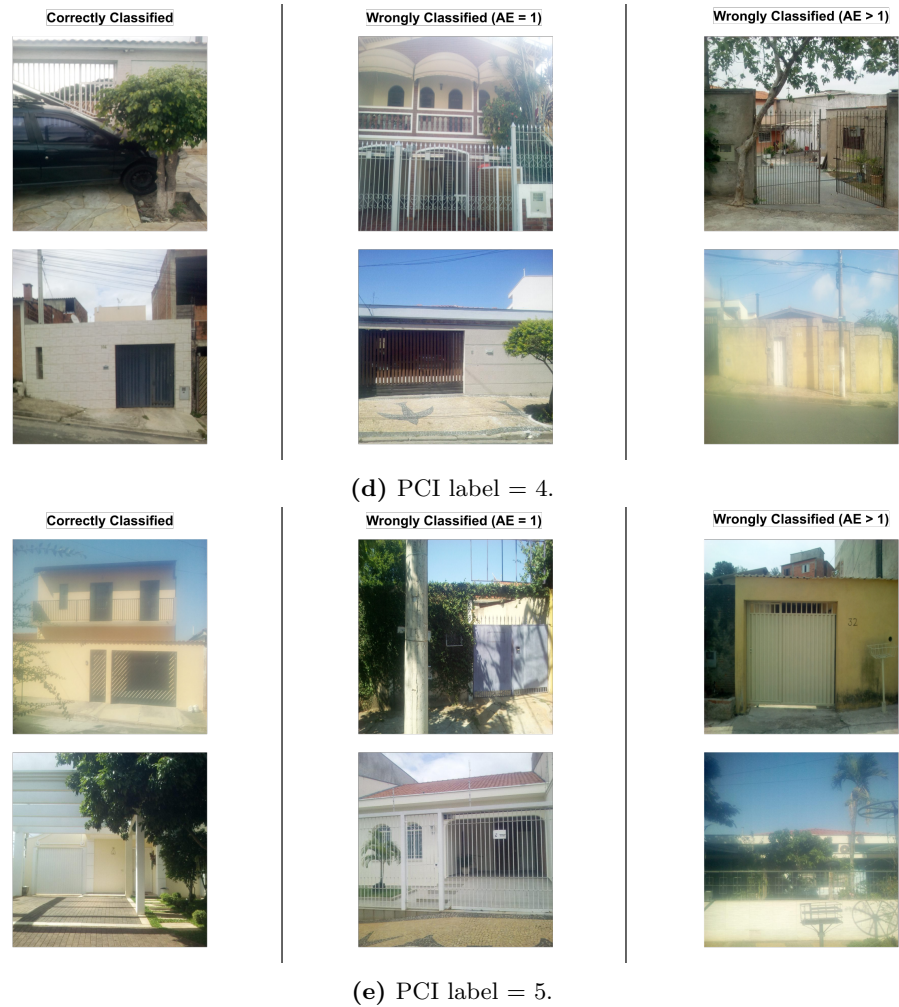 Correctly Classified
Wrongly Classified (AE = 1)
Wrongly Classified (AE > 1)
(d) PCI label = 4.
Correctly Classified
Wrongly Classified (AE = 1)
Wrongly Classified (AE > 1)
32
(e) PCI label = 5.